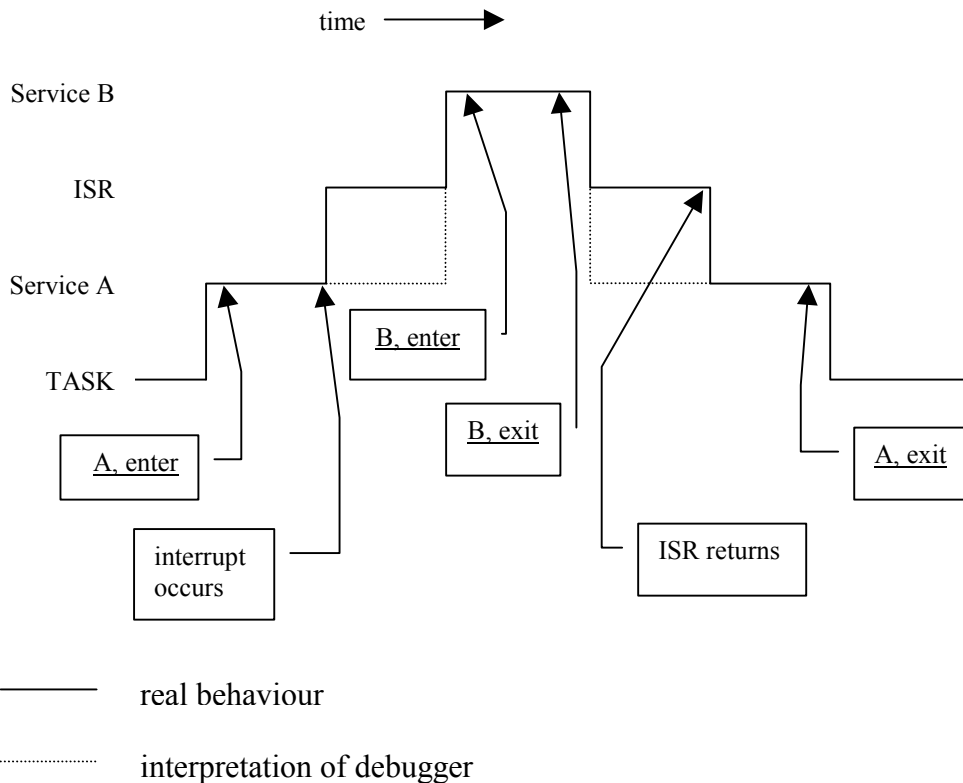 time
Service B
ISR
Service A
B, enter
TASK
B, exit
A, enter
A, exit
interrupt
occurs
ISR returns
real behaviour
interpretation of debugger